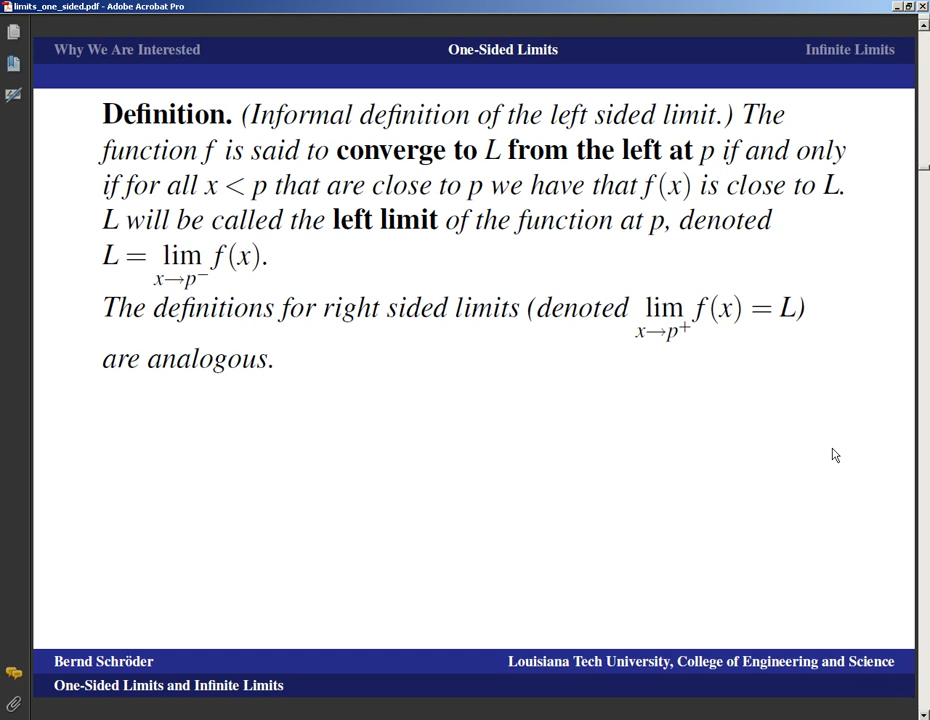 limits_one_sided.pdf - Adobe Acrobat Pro
Why We Are Interested One-Sided Limits Infinite Limits
Definition. (Informal definition of the left sided limit.) The
function f is said to converge to L from the left at p if and only
if for all x < p that are close to p we have that f(x) is close to L.
L will be called the left limit of the function at p, denoted
L = lim f(x).
x→p−
The definitions for right sided limits (denoted lim f(x) = L)
x→p+
are analogous.
Bernd Schröder Louisiana Tech University, College of Engineering and Science
One-Sided Limits and Infinite Limits